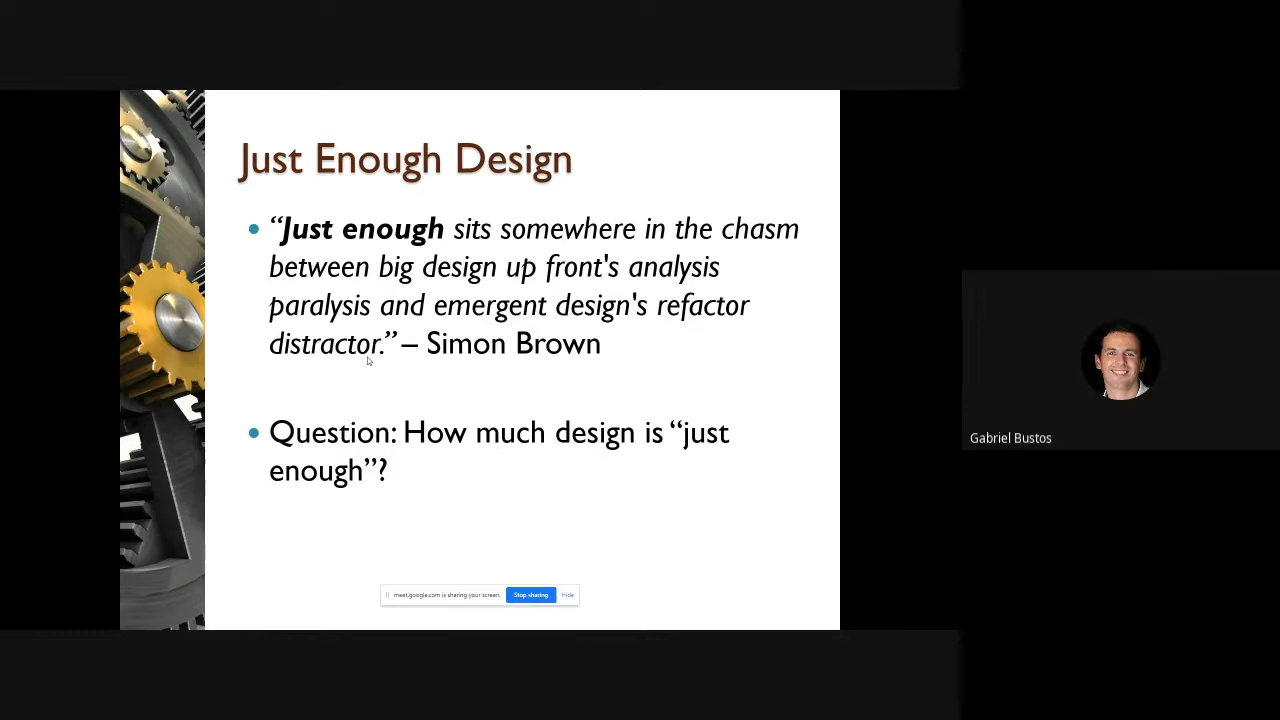 Just Enough Design
“Just enough sits somewhere in the chasm
between big design up front's analysis
paralysis and emergent design's refactor
distractor.” – Simon Brown
Question: How much design is “just
enough”?
meet.google.com is sharing your screen.
Stop sharing
Hide
Gabriel Bustos